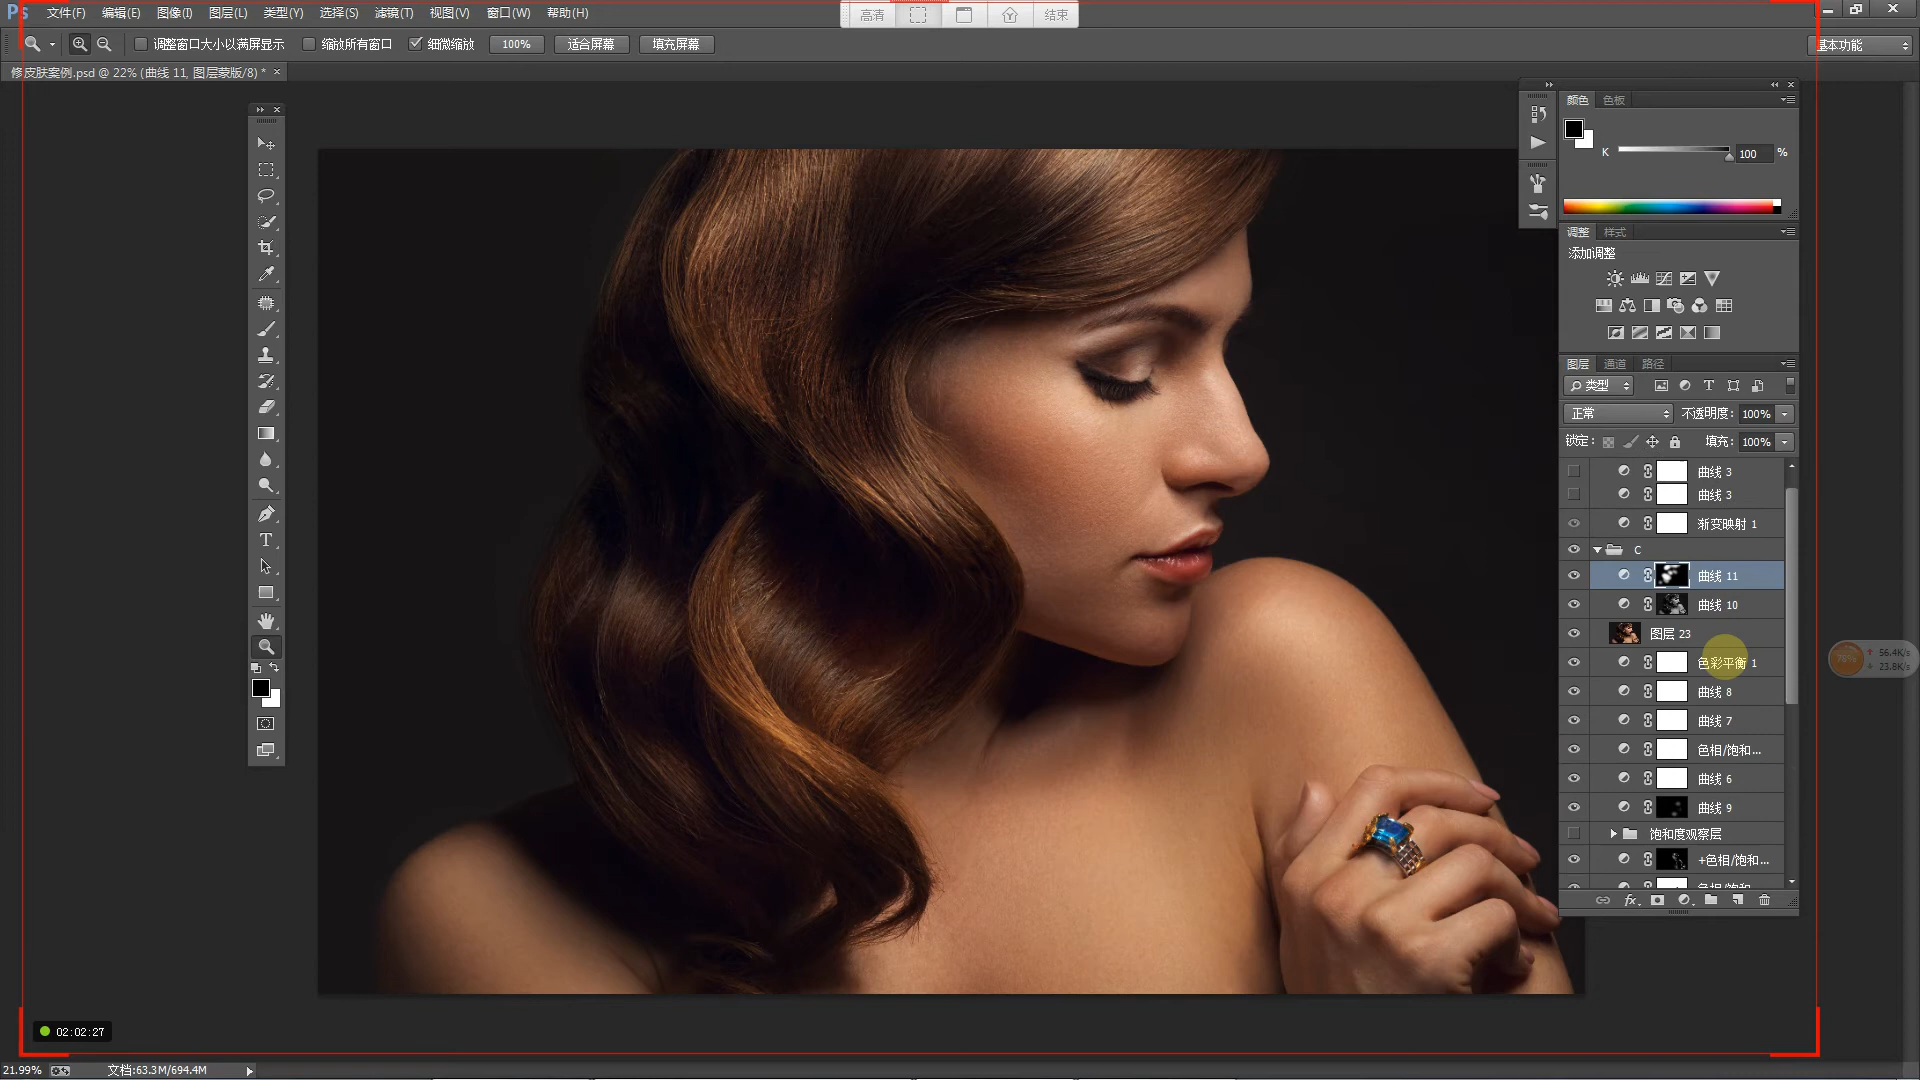 Ps 文件(F) 编辑(E) 图像(I) 图层(L) 类型(Y) 选择(S) 滤镜(T) 视图(V) 窗口(W) 帮助(H)
高清 结束
调整窗口大小以满屏显示 缩放所有窗口 细微缩放 100% 适合屏幕 填充屏幕 基本功能
修皮肤案例.psd @ 22% (曲线 11, 图层蒙版/8) * ×
颜色 色板
K 100 %
调整 样式
添加调整
图层 通道 路径
类型
正常 不透明度: 100%
锁定: 填充: 100%
曲线 3
曲线 3
渐变映射 1
C
曲线 11
曲线 10
图层 23
色彩平衡 1
曲线 8
曲线 7
色相/饱和...
曲线 6
曲线 9
饱和度观察层
+色相/饱和...
fx
70%
56.4K/s
23.8K/s
02:02:27
21.99% 文档:63.3M/694.4M